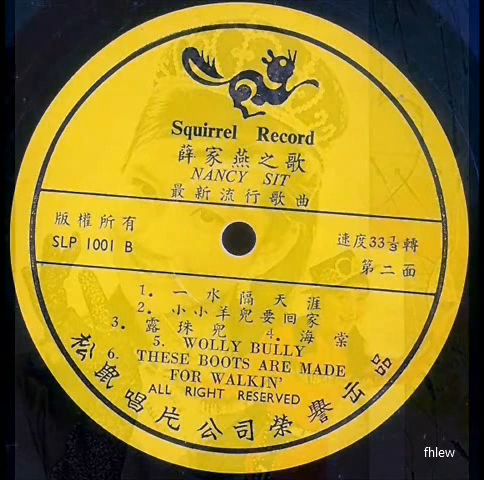 Squirrel Record
薛家燕之歌
NANCY SIT
最新流行歌曲
版權所有
SLP 1001 B
速度33⅓轉
第二面
1. 一水隔天涯
2. 小小羊兒要回家
3. 露珠兒 4. 海棠
5. WOLLY BULLY
6. THESE BOOTS ARE MADE
FOR WALKIN'
ALL RIGHT RESERVED
松鼠唱片公司榮譽出品
fhlew